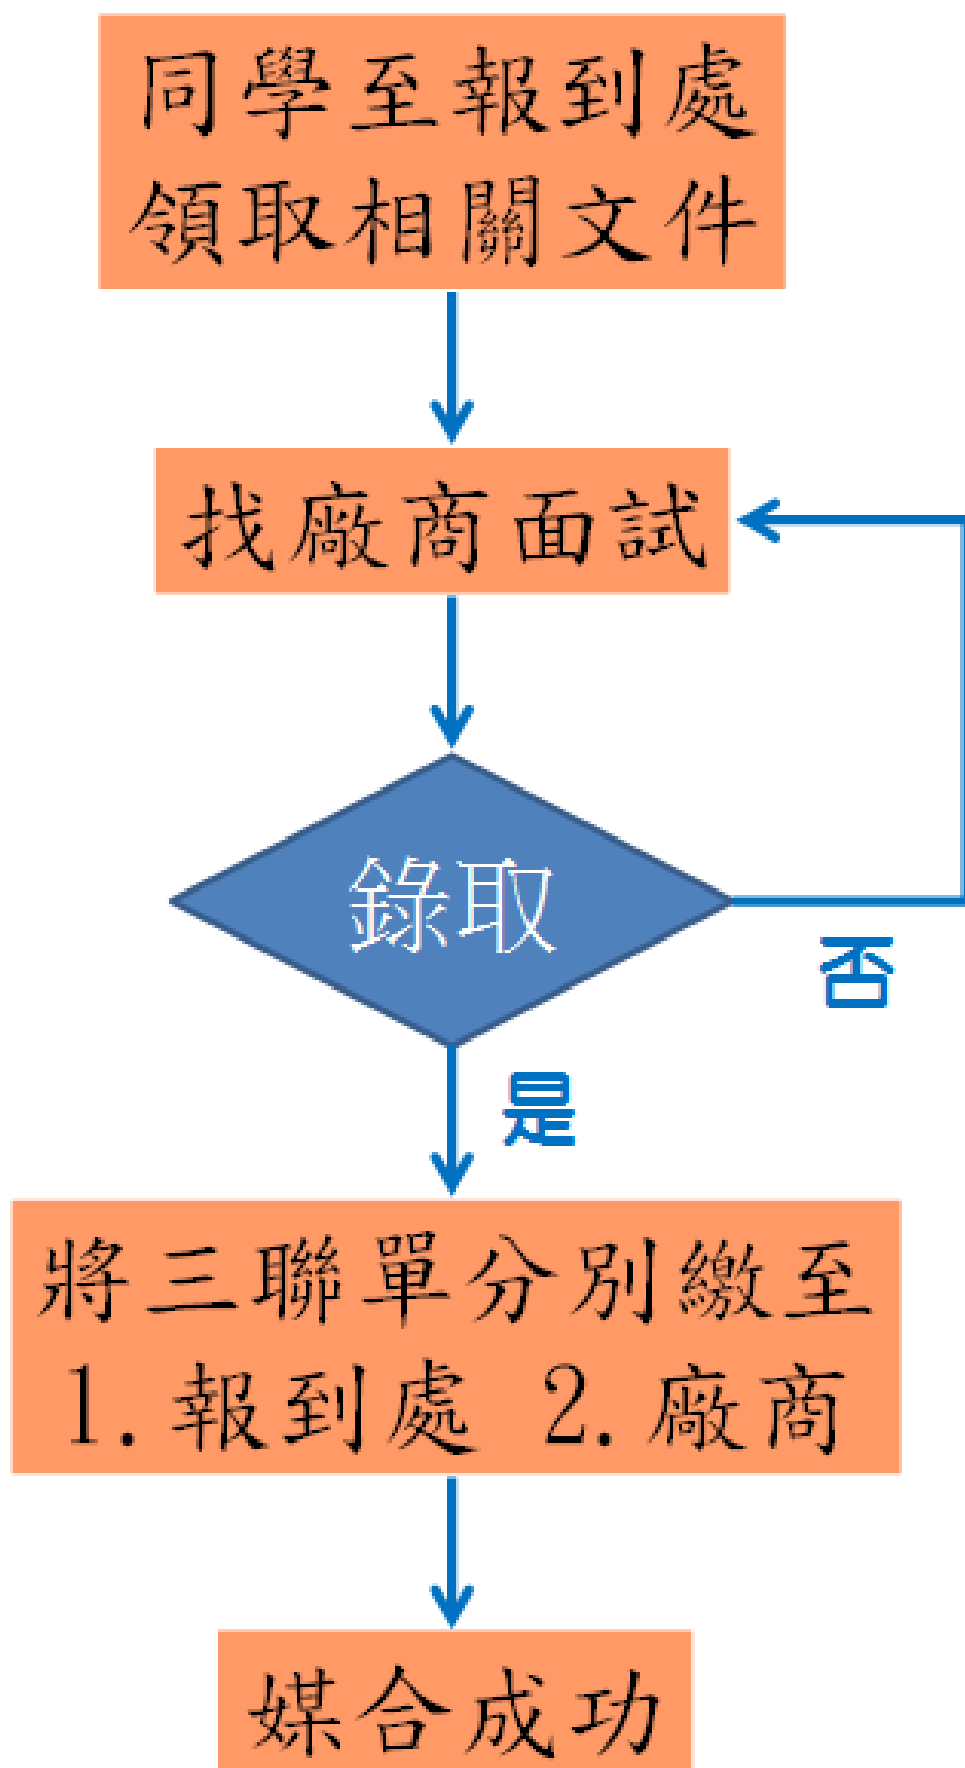 同學至報到處
領取相關文件
找廠商面試
錄取
否
是
將三聯單分別繳至
1.報到處 2.廠商
媒合成功